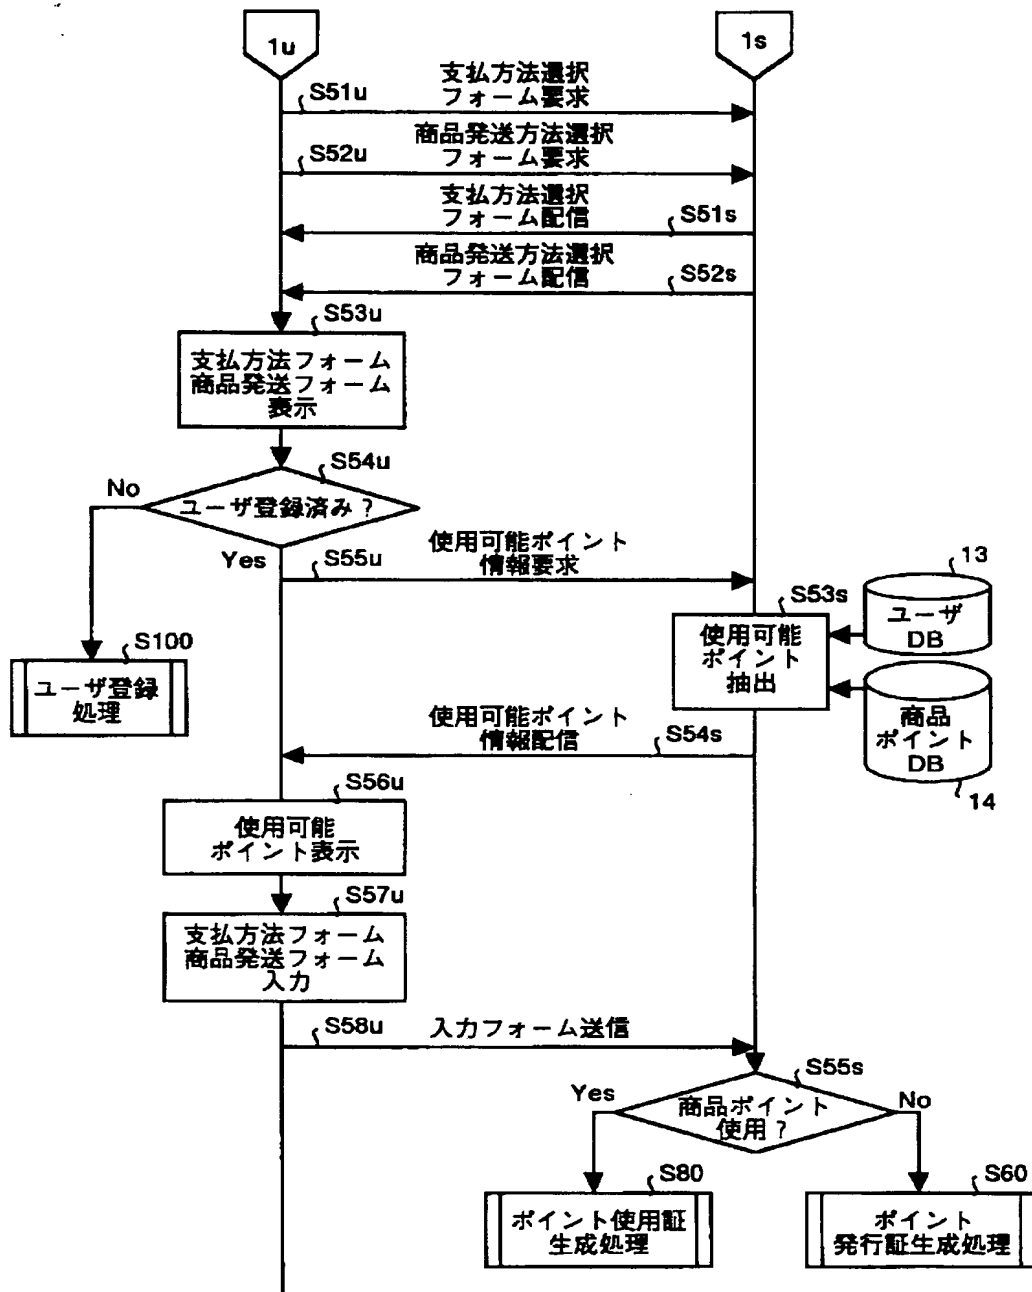 1u
1s
支払方法選択
フォーム要求
S51u
商品発送方法選択
フォーム要求
S52u
支払方法選択
フォーム配信
S51s
商品発送方法選択
フォーム配信
S52s
S53u
支払方法フォーム
商品発送フォーム
表示
S54u
No
ユーザ登録済み?
Yes
S55u
使用可能ポイント
情報要求
13
S53s
ユーザ
DB
使用可能
ポイント
抽出
S100
ユーザ登録
処理
商品
ポイント
DB
14
使用可能ポイント
情報配信
S54s
S56u
使用可能
ポイント表示
S57u
支払方法フォーム
商品発送フォーム
入力
S58u
入力フォーム送信
S55s
Yes
商品ポイント
使用?
No
S80
S60
ポイント使用証
生成処理
ポイント
発行証生成処理